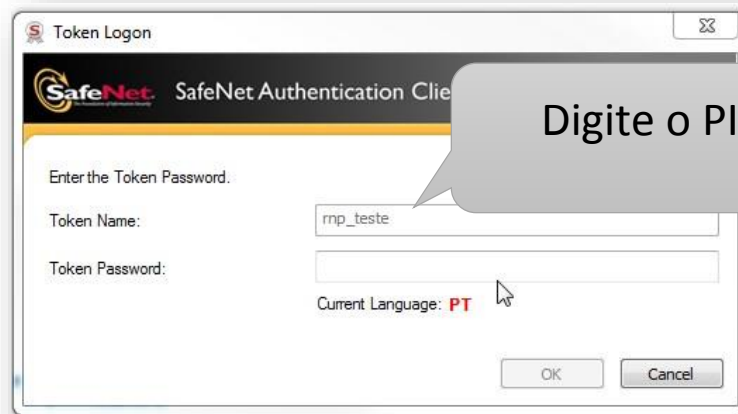 Token Logon
SafeNet. SafeNet Authentication Clie
Digite o PI
Enter the Token Password.
Token Name:
rnp_teste
Token Password:
Current Language: PT
OK
Cancel